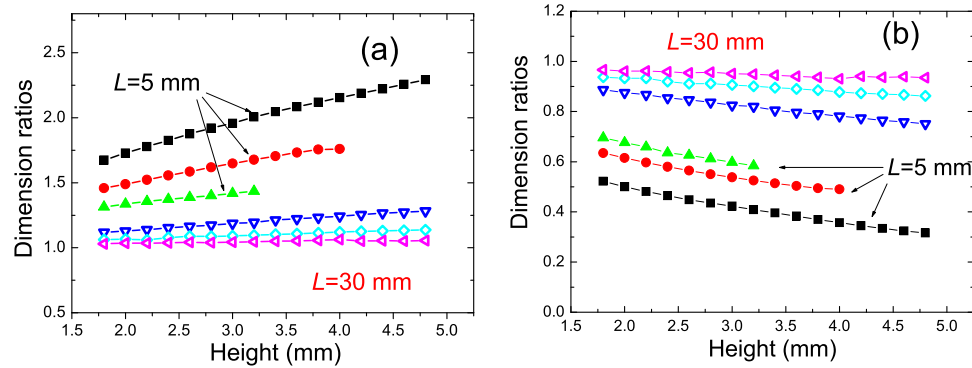 (a)
L=5 mm
L=30 mm
Dimension ratios
2.5
2.0
1.5
1.0
0.5
1.5 2.0 2.5 3.0 3.5 4.0 4.5 5.0
Height (mm)
(b)
L=30 mm
L=5 mm
Dimension ratios
1.2
1.0
0.8
0.6
0.4
0.2
0.0
1.5 2.0 2.5 3.0 3.5 4.0 4.5 5.0
Height (mm)